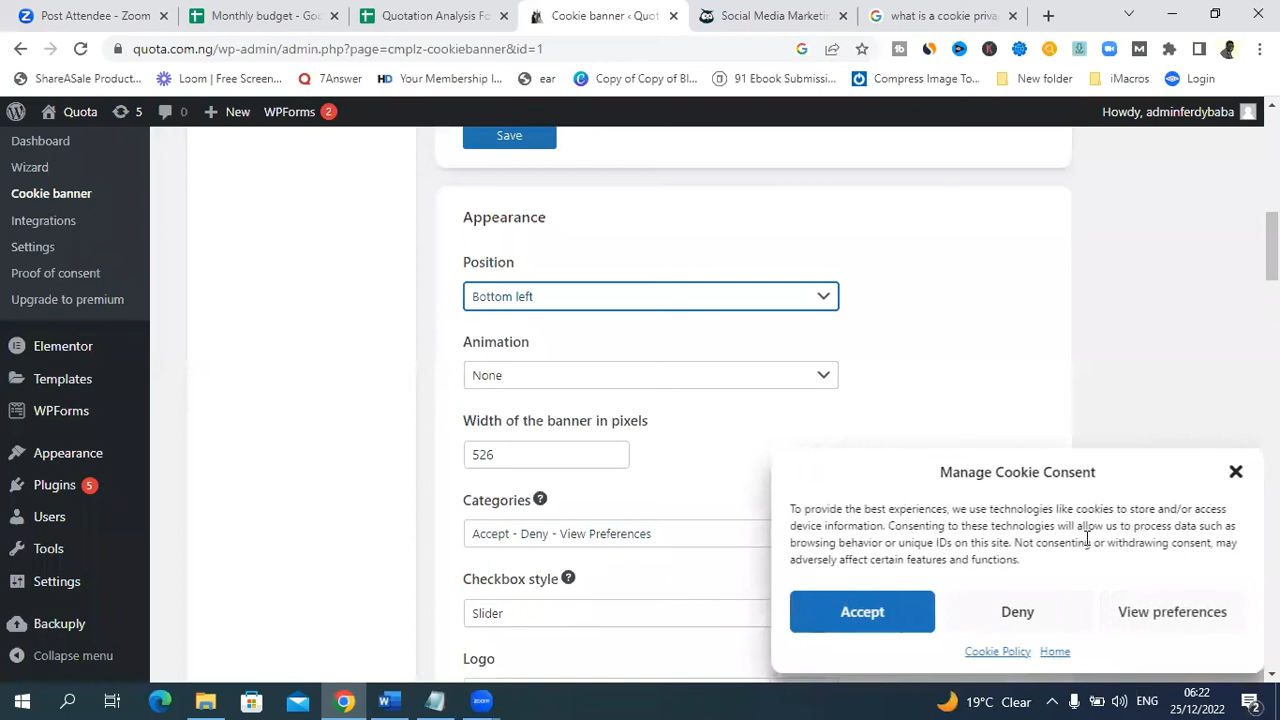 Post Attendee - Zoom
Monthly budget - Goo
Quotation Analysis Fo
Cookie banner ‹ Quot
Social Media Marketin
what is a cookie priva
quota.com.ng/wp-admin/admin.php?page=cmplz-cookiebanner&id=1
ShareASale Product...
Loom | Free Screen...
7Answer
HD Your Membership I...
ear
Copy of Copy of Bl...
91 Ebook Submissi...
Compress Image To...
New folder
iMacros
Login
Quota
5
0
New
WPForms 2
Howdy, adminferdybaba
Dashboard
Wizard
Cookie banner
Integrations
Settings
Proof of consent
Upgrade to premium
Elementor
Templates
WPForms
Appearance
Plugins 5
Users
Tools
Settings
Backuply
Collapse menu
Save
Appearance
Position
Bottom left
Animation
None
Width of the banner in pixels
526
Categories
Accept - Deny - View Preferences
Checkbox style
Slider
Logo
Manage Cookie Consent
To provide the best experiences, we use technologies like cookies to store and/or access
device information. Consenting to these technologies will allow us to process data such as
browsing behavior or unique IDs on this site. Not consenting or withdrawing consent, may
adversely affect certain features and functions.
Accept
Deny
View preferences
Cookie Policy
Home
19°C Clear
ENG
06:22
25/12/2022
2